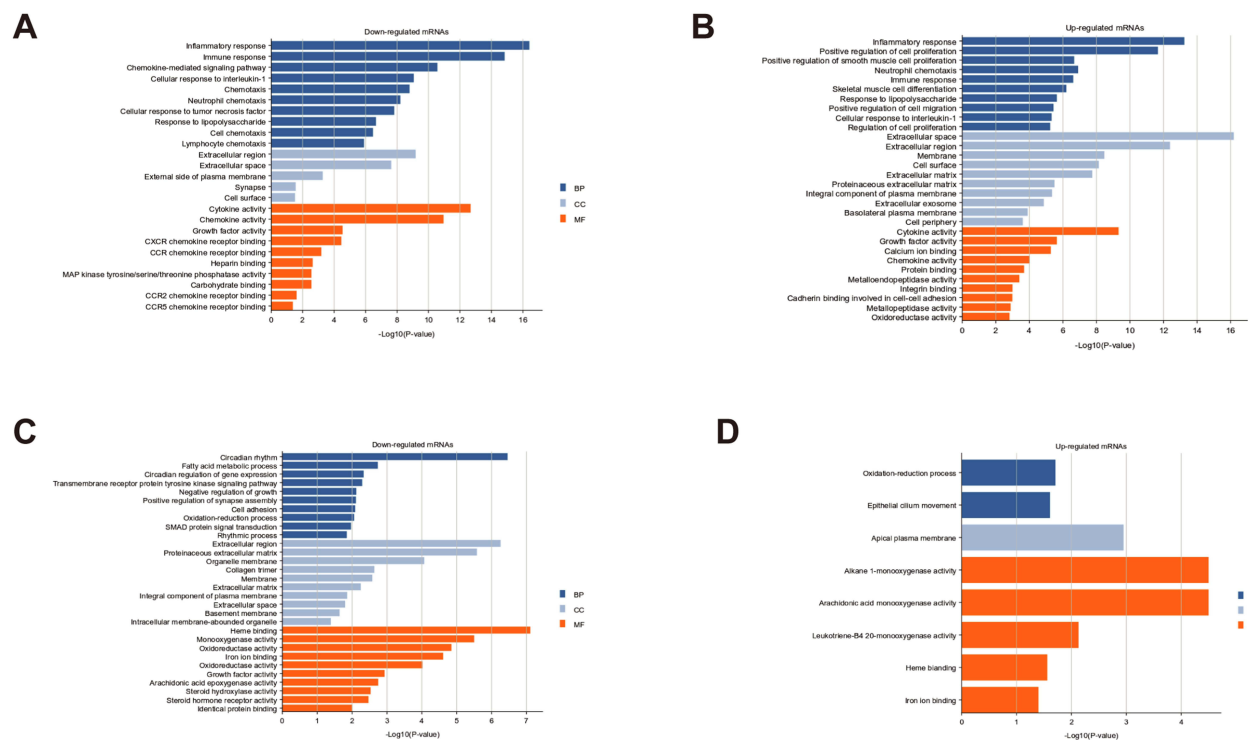 A
Down-regulated mRNAs
Inflammatory response
Immune response
Chemokine-mediated signaling pathway
Cellular response to interleukin-1
Chemotaxis
Neutrophil chemotaxis
Cellular response to tumor necrosis factor
Response to lipopolysaccharide
Cell chemotaxis
Lymphocyte chemotaxis
Extracellular region
Extracellular space
External side of plasma membrane
Synapse
Cell surface
Cytokine activity
Chemokine activity
Growth factor activity
CXCR chemokine receptor binding
CCR chemokine receptor binding
Heparin binding
MAP kinase tyrosine/serine/threonine phosphatase activity
Carbohydrate binding
CCR2 chemokine receptor binding
CCR5 chemokine receptor binding
0 2 4 6 8 10 12 14 16
-Log10(P-value)
BP
CC
MF
B
Up-regulated mRNAs
Inflammatory response
Positive regulation of cell proliferation
Positive regulation of smooth muscle cell proliferation
Neutrophil chemotaxis
Immune response
Skeletal muscle cell differentiation
Response to lipopolysaccharide
Positive regulation of cell migration
Cellular response to interleukin-1
Regulation of cell proliferation
Extracellular space
Extracellular region
Membrane
Cell surface
Extracellular matrix
Proteinaceous extracellular matrix
Integral component of plasma membrane
Extracellular exosome
Basolateral plasma membrane
Cell periphery
Cytokine activity
Growth factor activity
Calcium ion binding
Chemokine activity
Protein binding
Metalloendopeptidase activity
Integrin binding
Cadherin binding involved in cell-cell adhesion
Metallopeptidase activity
Oxidoreductase activity
0 2 4 6 8 10 12 14 16
-Log10(P-value)
C
Down-regulated mRNAs
Circadian rhythm
Fatty acid metabolic process
Circadian regulation of gene expression
Transmembrane receptor protein tyrosine kinase signaling pathway
Negative regulation of growth
Positive regulation of synapse assembly
Cell adhesion
Oxidation-reduction process
SMAD protein signal transduction
Rhythmic process
Extracellular region
Proteinaceous extracellular matrix
Organelle membrane
Collagen trimer
Membrane
Extracellular matrix
Integral component of plasma membrane
Extracellular space
Basement membrane
Intracellular membrane-abounded organelle
Heme binding
Monooxygenase activity
Oxidoreductase activity
Iron ion binding
Oxidoreductase activity
Growth factor activity
Arachidonic acid epoxygenase activity
Steroid hydroxylase activity
Steroid hormone receptor activity
Identical protein binding
0 1 2 3 4 5 6 7
-Log10(P-value)
BP
CC
MF
D
Up-regulated mRNAs
Oxidation-reduction process
Epithelial cilium movement
Apical plasma membrane
Alkane 1-monooxygenase activity
Arachidonic acid monooxygenase activity
Leukotriene-B4 20-monooxygenase activity
Heme bianding
Iron ion binding
0 1 2 3 4
-Log10(P-value)